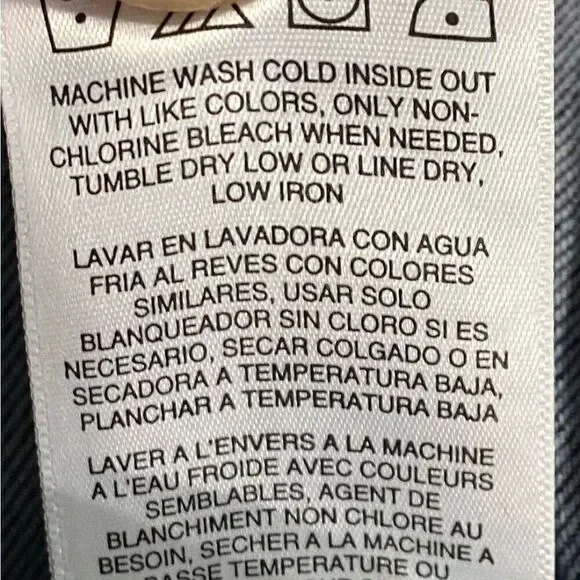 MACHINE WASH COLD INSIDE OUT
WITH LIKE COLORS, ONLY NON-
CHLORINE BLEACH WHEN NEEDED,
TUMBLE DRY LOW OR LINE DRY,
LOW IRON
LAVAR EN LAVADORA CON AGUA
FRIA AL REVES CON COLORES
SIMILARES, USAR SOLO
BLANQUEADOR SIN CLORO SI ES
NECESARIO, SECAR COLGADO O EN
SECADORA A TEMPERATURA BAJA,
PLANCHAR A TEMPERATURA BAJA
LAVER A L'ENVERS A LA MACHINE
A L'EAU FROIDE AVEC COULEURS
SEMBLABLES, AGENT DE
BLANCHIMENT NON CHLORE AU
BESOIN, SECHER A LA MACHINE A
BASSE TEMPERATURE OU